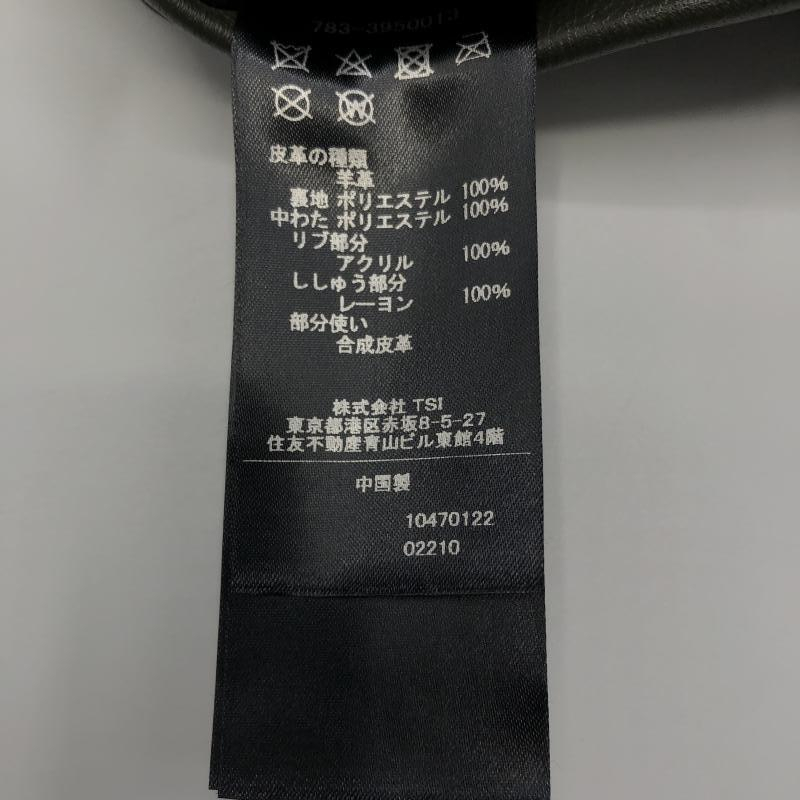 783-3950013
皮革の種類
羊革
裏地 ポリエステル 100%
中わた ポリエステル 100%
リブ部分
アクリル 100%
ししゅう部分
レーヨン 100%
部分使い
合成皮革
株式会社 TSI
東京都港区赤坂8-5-27
住友不動産青山ビル東館4階
中国製
10470122
02210